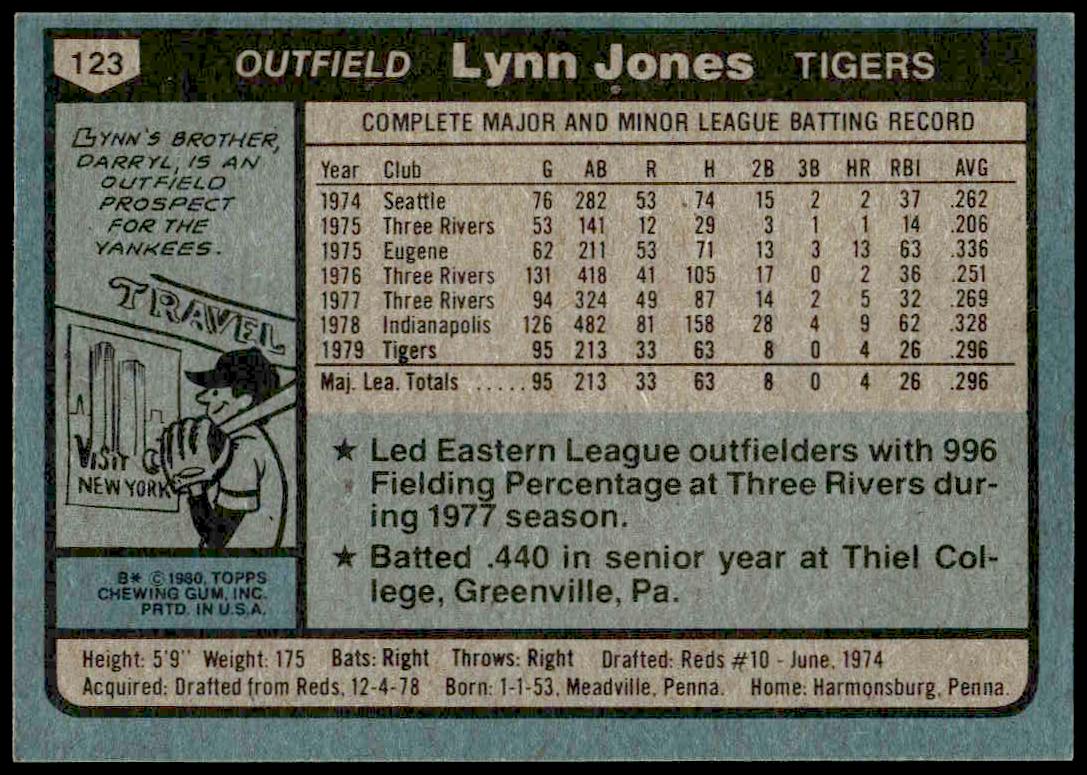 123 OUTFIELD Lynn Jones TIGERS
LYNN'S BROTHER,
DARRYL, IS AN
OUTFIELD
PROSPECT
FOR THE
YANKEES.
TRAVEL
VISIT
NEW YORK
B* © 1980, TOPPS
CHEWING GUM, INC.
PRTD. IN U.S.A.
COMPLETE MAJOR AND MINOR LEAGUE BATTING RECORD
Year Club G AB R H 2B 3B HR RBI AVG
1974 Seattle 76 282 53 74 15 2 2 37 .262
1975 Three Rivers 53 141 12 29 3 1 1 14 .206
1975 Eugene 62 211 53 71 13 3 13 63 .336
1976 Three Rivers 131 418 41 105 17 0 2 36 .251
1977 Three Rivers 94 324 49 87 14 2 5 32 .269
1978 Indianapolis 126 482 81 158 28 4 9 62 .328
1979 Tigers 95 213 33 63 8 0 4 26 .296
Maj. Lea. Totals ..... 95 213 33 63 8 0 4 26 .296
★ Led Eastern League outfielders with 996
Fielding Percentage at Three Rivers dur-
ing 1977 season.
★ Batted .440 in senior year at Thiel Col-
lege, Greenville, Pa.
Height: 5'9" Weight: 175 Bats: Right Throws: Right Drafted: Reds #10 - June, 1974
Acquired: Drafted from Reds, 12-4-78 Born: 1-1-53, Meadville, Penna. Home: Harmonsburg, Penna.